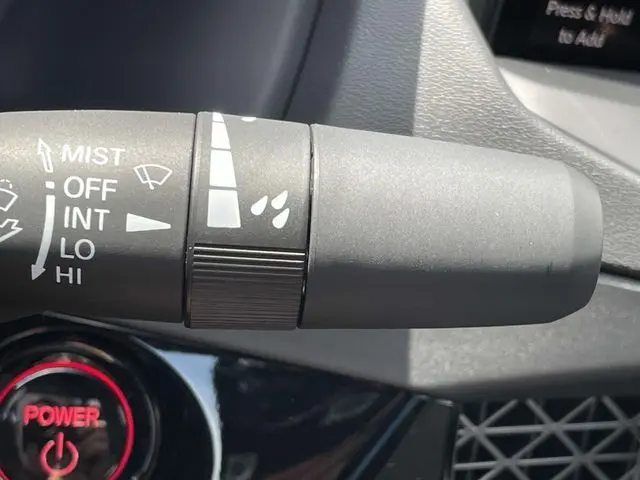 Press & Hold
to Add
MIST
OFF
INT
LO
HI
POWER